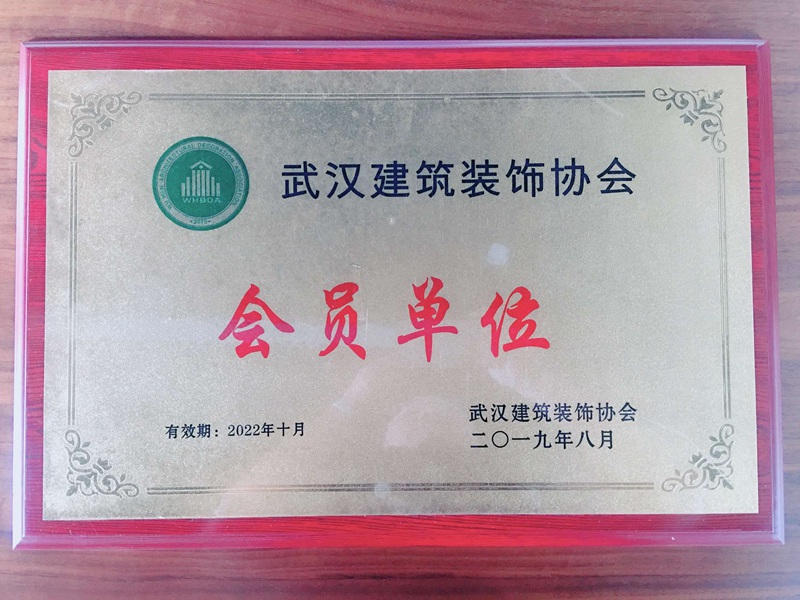 武汉建筑装饰协会
WHBDA
会员单位
有效期：2022年十月
武汉建筑装饰协会
二〇一九年八月